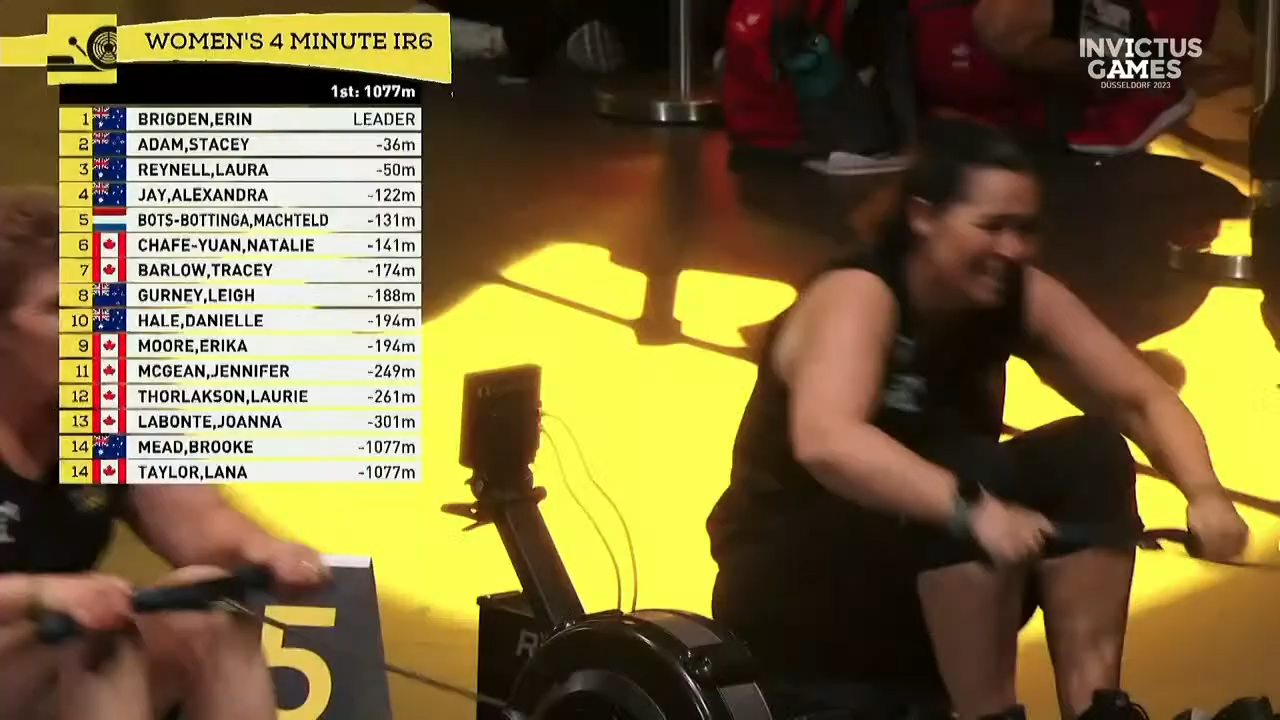 WOMEN'S 4 MINUTE IR6
INVICTUS
GAMES
DÜSSELDORF 2023
1st: 1077m
1 BRIGDEN,ERIN LEADER
2 ADAM,STACEY -36m
3 REYNELL,LAURA -50m
4 JAY,ALEXANDRA -122m
5 BOTS-BOTTINGA,MACHTELD -131m
6 CHAFE-YUAN,NATALIE -141m
7 BARLOW,TRACEY -174m
8 GURNEY,LEIGH -188m
10 HALE,DANIELLE -194m
9 MOORE,ERIKA -194m
11 MCGEAN,JENNIFER -249m
12 THORLAKSON,LAURIE -261m
13 LABONTE,JOANNA -301m
14 MEAD,BROOKE -1077m
14 TAYLOR,LANA -1077m
5